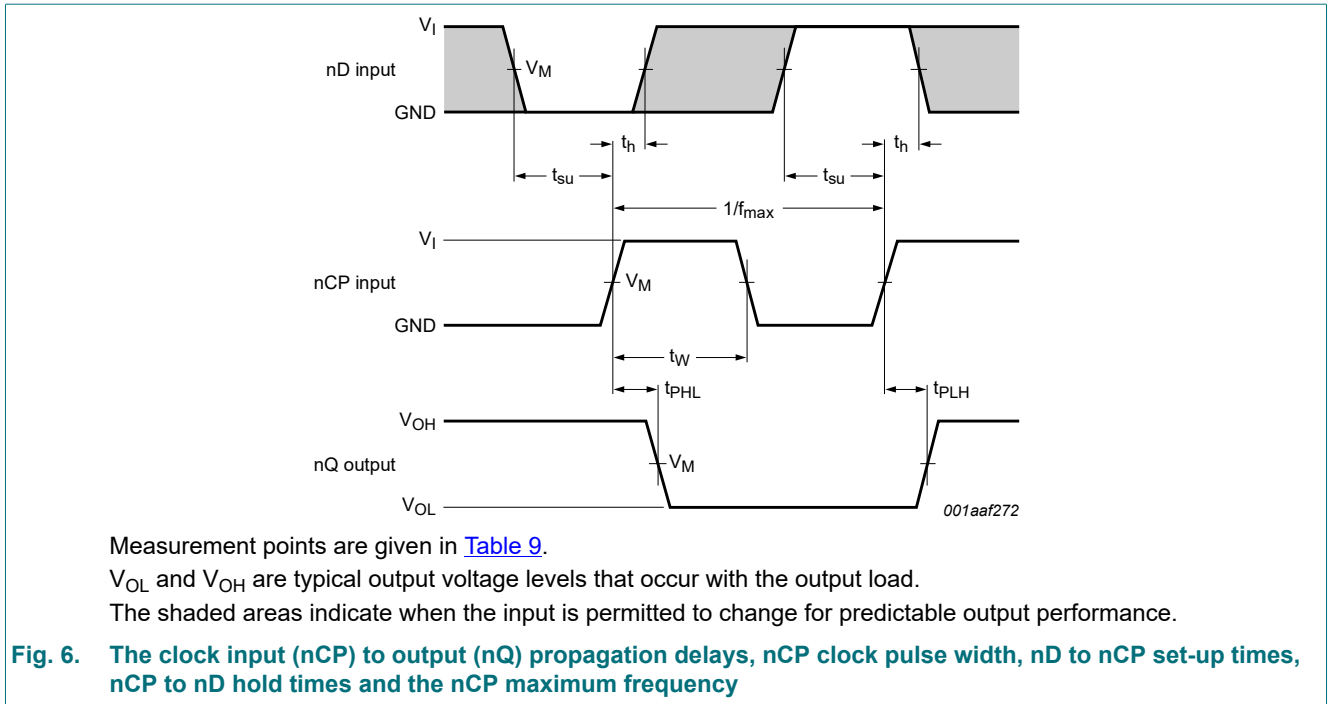 VI
nD input
VM
GND
th
th
tsu
tsu
1/fmax
VI
nCP input
VM
GND
tW
tPHL
tPLH
VOH
nQ output
VM
VOL
001aaf272
Measurement points are given in Table 9.
VOL and VOH are typical output voltage levels that occur with the output load.
The shaded areas indicate when the input is permitted to change for predictable output performance.
Fig. 6. The clock input (nCP) to output (nQ) propagation delays, nCP clock pulse width, nD to nCP set-up times,
nCP to nD hold times and the nCP maximum frequency